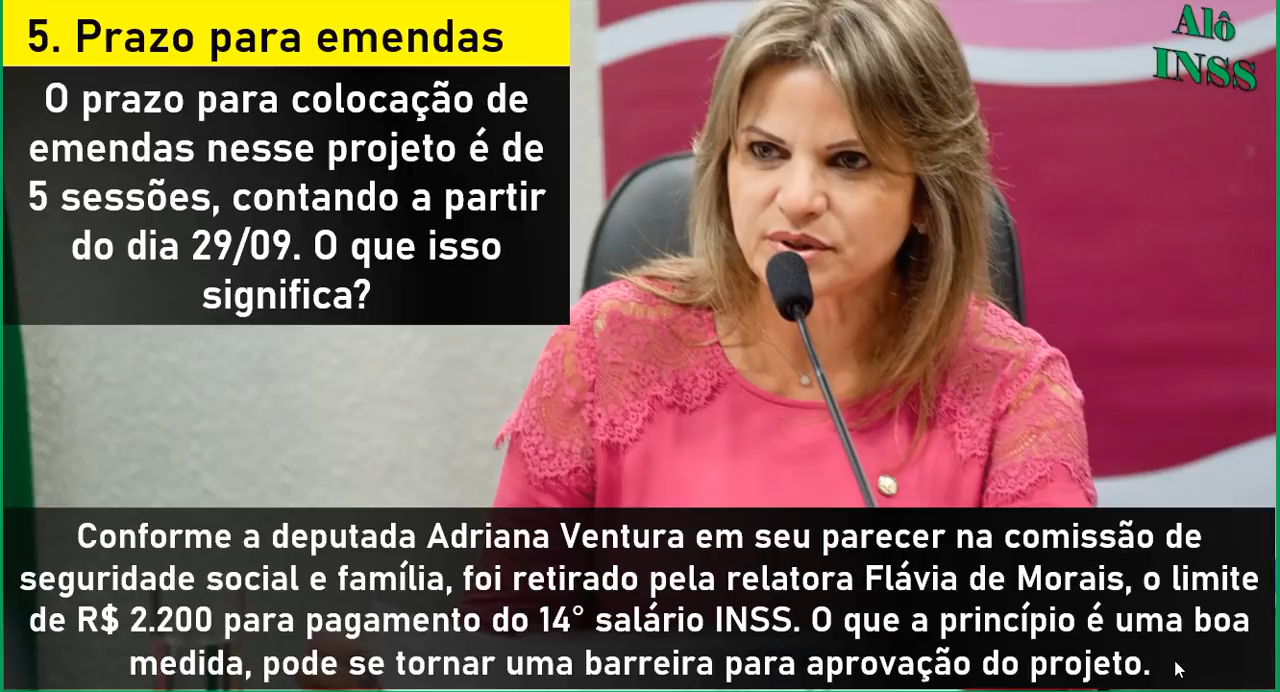 5. Prazo para emendas
Alô
INSS
O prazo para colocação de
emendas nesse projeto é de
5 sessões, contando a partir
do dia 29/09. O que isso
significa?
Conforme a deputada Adriana Ventura em seu parecer na comissão de
seguridade social e família, foi retirado pela relatora Flávia de Morais, o limite
de R$ 2.200 para pagamento do 14° salário INSS. O que a princípio é uma boa
medida, pode se tornar uma barreira para aprovação do projeto.